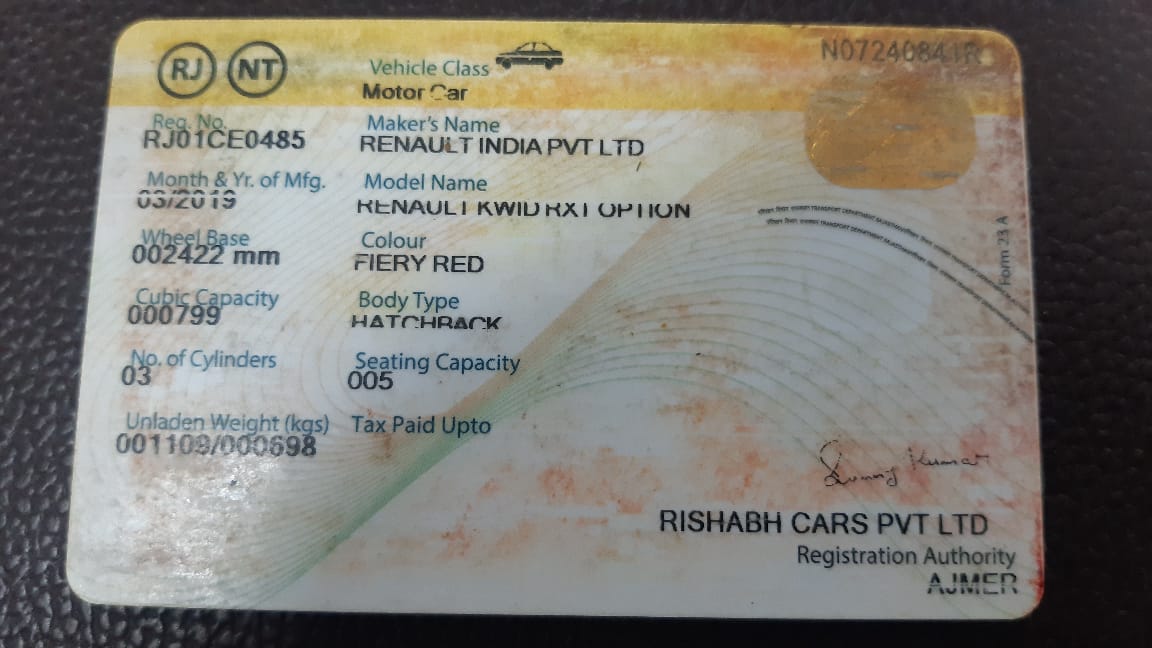 RJ NT
Vehicle Class
Motor Car
N07240841R
Reg. No.
RJ01CE0485
Maker's Name
RENAULT INDIA PVT LTD
Month & Yr. of Mfg.
03/2019
Model Name
RENAULT KWID RXT OPTION
Wheel Base
002422 mm
Colour
FIERY RED
Cubic Capacity
000799
Body Type
HATCHBACK
No. of Cylinders
03
Seating Capacity
005
Unladen Weight (kgs)
001109/000698
Tax Paid Upto
Form 23 A
Kumar
RISHABH CARS PVT LTD
Registration Authority
AJMER